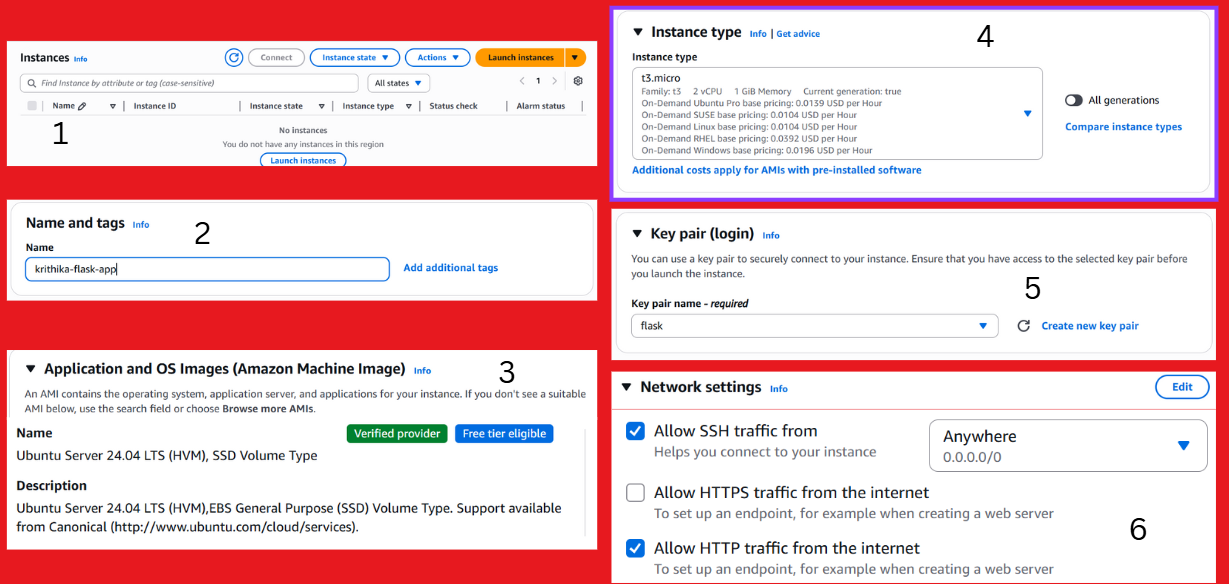 Instances Info
Connect
Instance state
Actions
Launch instances
Find Instance by attribute or tag (case-sensitive)
All states
1
Name
Instance ID
Instance state
Instance type
Status check
Alarm status
1
No instances
You do not have any instances in this region
Launch instances
Name and tags Info
2
Name
krithika-flask-app
Add additional tags
Application and OS Images (Amazon Machine Image) Info
3
An AMI contains the operating system, application server, and applications for your instance. If you don't see a suitable
AMI below, use the search field or choose Browse more AMIs.
Name
Verified provider
Free tier eligible
Ubuntu Server 24.04 LTS (HVM), SSD Volume Type
Description
Ubuntu Server 24.04 LTS (HVM),EBS General Purpose (SSD) Volume Type. Support available
from Canonical (http://www.ubuntu.com/cloud/services).
Instance type Info | Get advice
4
Instance type
t3.micro
Family: t3 2 vCPU 1 GiB Memory Current generation: true
On-Demand Ubuntu Pro base pricing: 0.0139 USD per Hour
On-Demand SUSE base pricing: 0.0104 USD per Hour
On-Demand Linux base pricing: 0.0104 USD per Hour
On-Demand RHEL base pricing: 0.0392 USD per Hour
On-Demand Windows base pricing: 0.0196 USD per Hour
All generations
Compare instance types
Additional costs apply for AMIs with pre-installed software
Key pair (login) Info
You can use a key pair to securely connect to your instance. Ensure that you have access to the selected key pair before
you launch the instance.
5
Key pair name - required
flask
Create new key pair
Network settings Info
Edit
Allow SSH traffic from
Helps you connect to your instance
Anywhere
0.0.0.0/0
Allow HTTPS traffic from the internet
To set up an endpoint, for example when creating a web server
6
Allow HTTP traffic from the internet
To set up an endpoint, for example when creating a web server